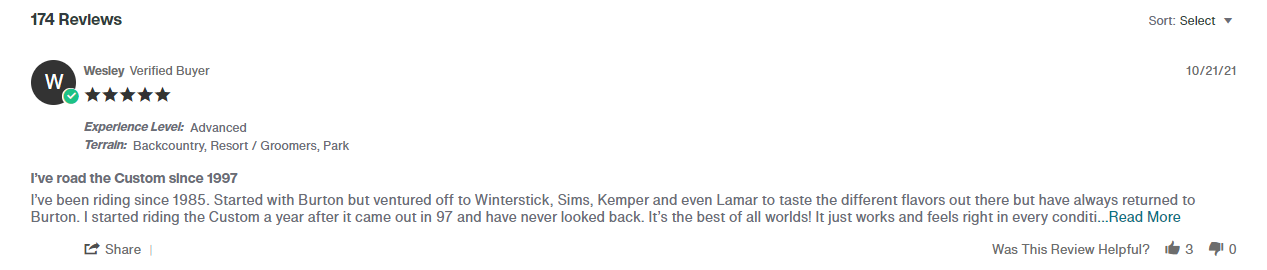 174 Reviews
Sort: Select
W
Wesley Verified Buyer
10/21/21
Experience Level: Advanced
Terrain: Backcountry, Resort / Groomers, Park
I’ve road the Custom since 1997
I’ve been riding since 1985. Started with Burton but ventured off to Winterstick, Sims, Kemper and even Lamar to taste the different flavors out there but have always returned to
Burton. I started riding the Custom a year after it came out in 97 and have never looked back. It’s the best of all worlds! It just works and feels right in every conditi...Read More
Share |
Was This Review Helpful? 3 0